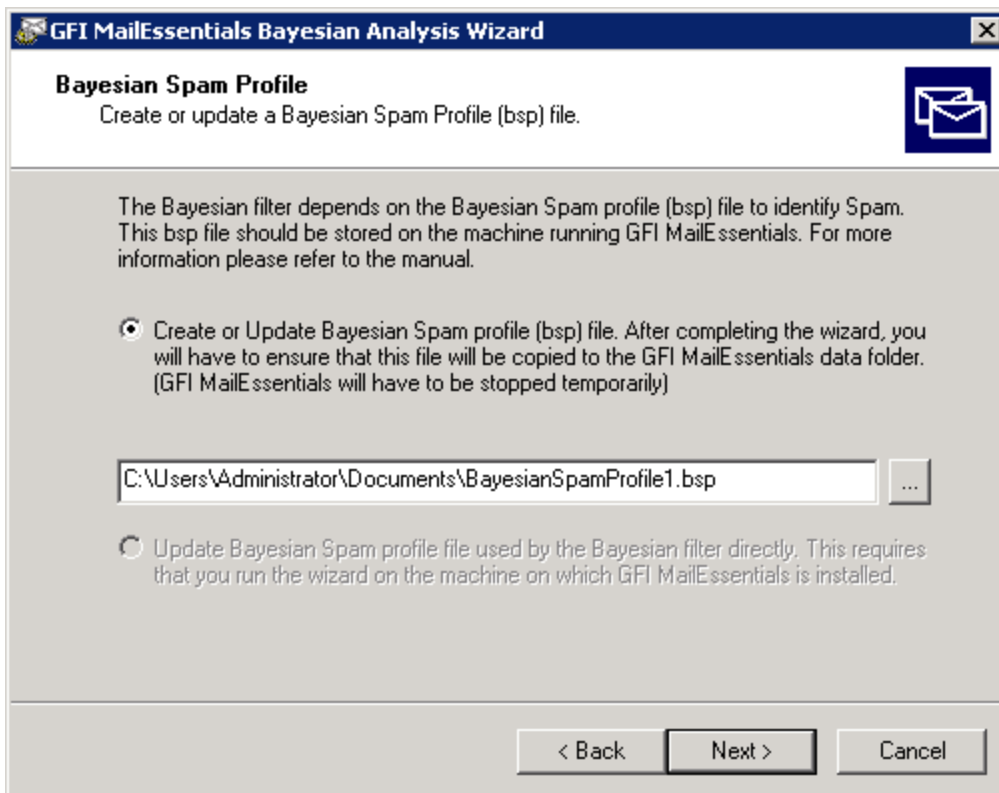 GFI MailEssentials Bayesian Analysis Wizard
Bayesian Spam Profile
Create or update a Bayesian Spam Profile (bsp) file.
The Bayesian filter depends on the Bayesian Spam profile (bsp) file to identify Spam.
This bsp file should be stored on the machine running GFI MailEssentials. For more
information please refer to the manual.
Create or Update Bayesian Spam profile (bsp) file. After completing the wizard, you
will have to ensure that this file will be copied to the GFI MailEssentials data folder.
(GFI MailEssentials will have to be stopped temporarily)
C:\Users\Administrator\Documents\BayesianSpamProfile1.bsp
...
Update Bayesian Spam profile file used by the Bayesian filter directly. This requires
that you run the wizard on the machine on which GFI MailEssentials is installed.
< Back Next > Cancel